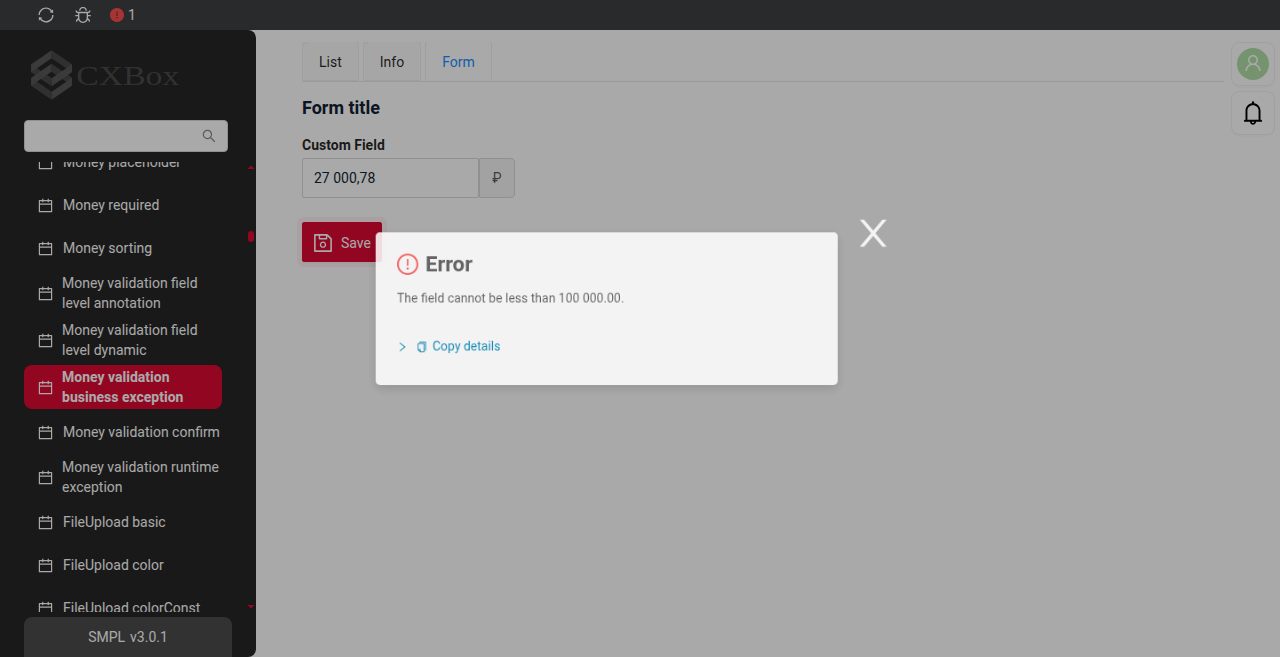 1
CXBox
List Info Form
Form title
Custom Field
27 000,78 ₽
Save
Error
The field cannot be less than 100 000.00.
Copy details
Money placeholder
Money required
Money sorting
Money validation field
level annotation
Money validation field
level dynamic
Money validation
business exception
Money validation confirm
Money validation runtime
exception
FileUpload basic
FileUpload color
FileUpload colorConst
SMPL v3.0.1